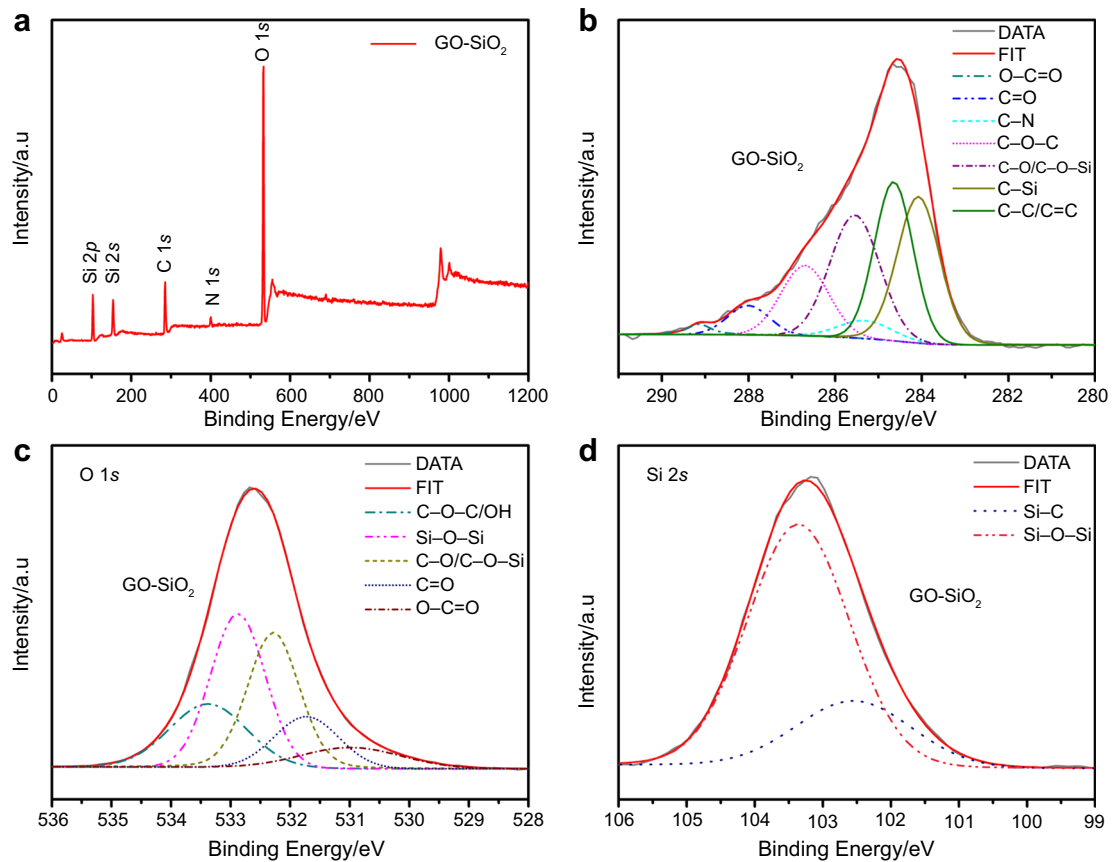 a
GO-SiO₂
Si 2p
Si 2s
C 1s
N 1s
O 1s
Intensity/a.u
0 200 400 600 800 1000 1200
Binding Energy/eV
b
DATA
FIT
O–C=O
C=O
C–N
C–O–C
C–O/C–O–Si
C–Si
C–C/C=C
GO-SiO₂
Intensity/a.u
290 288 286 284 282 280
Binding Energy/eV
c
O 1s
DATA
FIT
C–O–C/OH
Si–O–Si
C–O/C–O–Si
C=O
O–C=O
GO-SiO₂
Intensity/a.u
536 535 534 533 532 531 530 529 528
Binding Energy/eV
d
Si 2s
DATA
FIT
Si–C
Si–O–Si
GO-SiO₂
Intensity/a.u
106 105 104 103 102 101 100 99
Binding Energy/eV